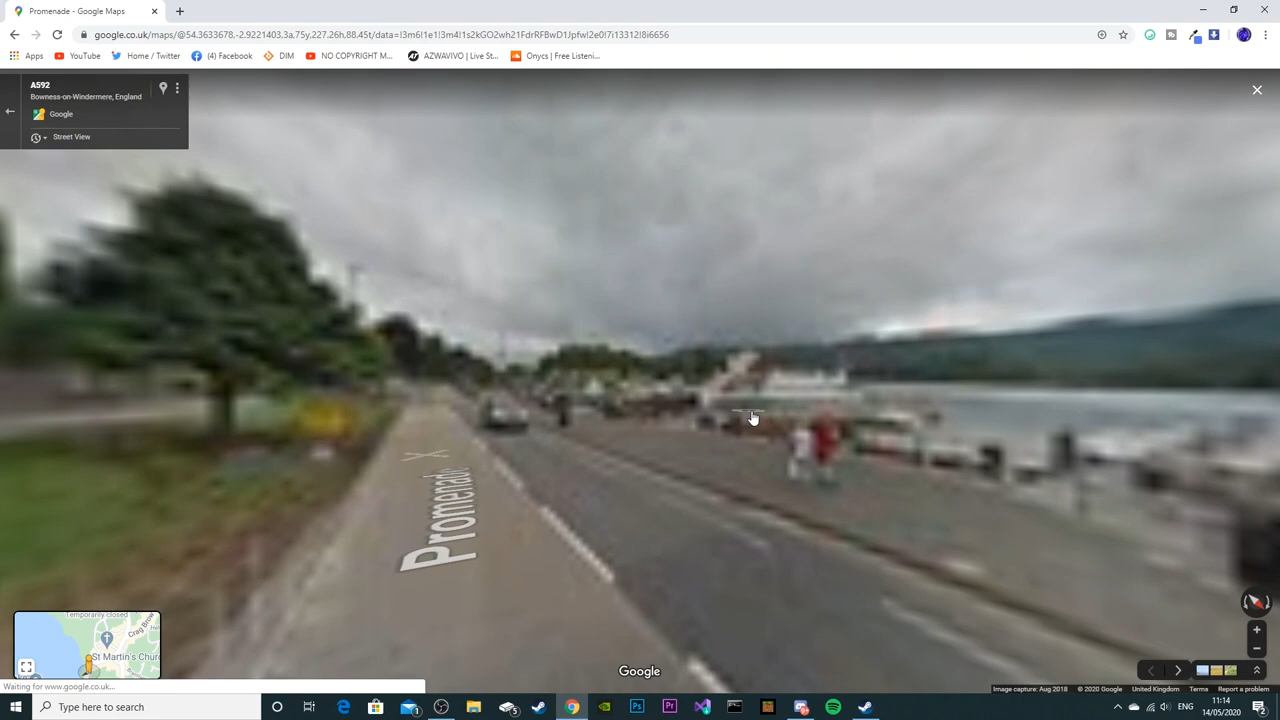 Promenade - Google Maps
google.co.uk/maps/@54.3633678,-2.9221403,3a,75y,227.26h,88.45t/data=!3m6!1e1!3m4!1s2kGO2wh21FdrRFBwD1Jpfw!2e0!7i13312!8i6656
Apps
YouTube
Home / Twitter
(4) Facebook
DIM
NO COPYRIGHT M...
AZWAVIVO | Live St...
Onycs | Free Listeni...
A592
Bowness-on-Windermere, England
Google
Street View
Promenade
Temporarily closed
Crag Brow
St Martin's Churc
Google
Waiting for www.google.co.uk...
Image capture: Aug 2018 © 2020 Google United Kingdom Terms Report a problem
Type here to search
ENG
11:14
14/05/2020